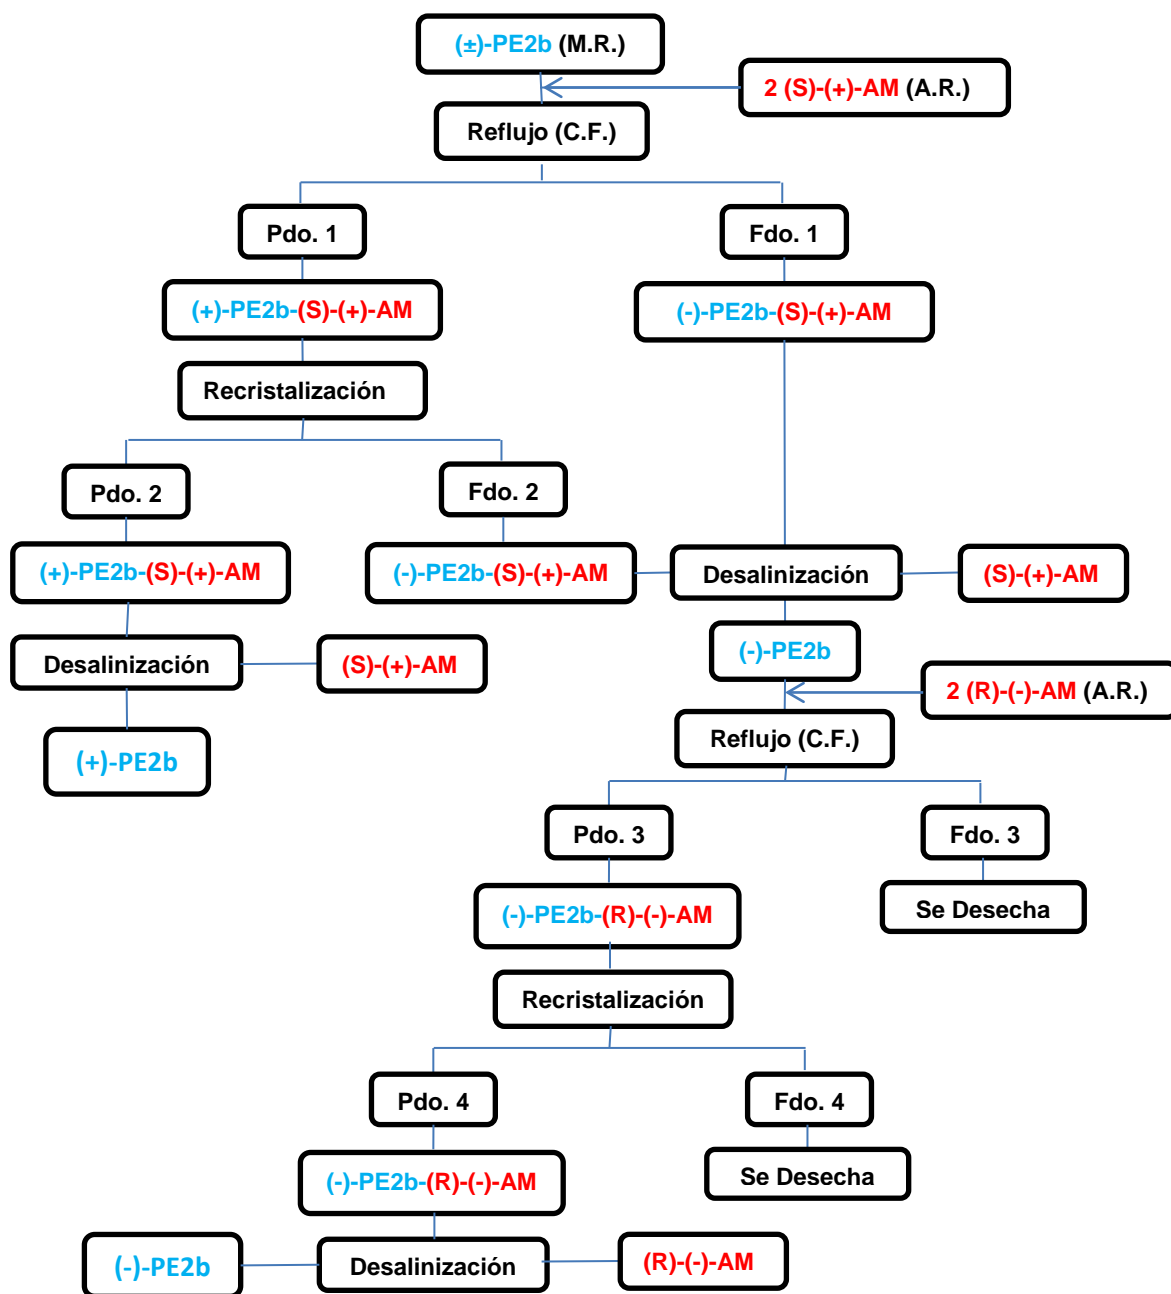 (±)-PE2b (M.R.)
2 (S)-(+)-AM (A.R.)
Reflujo (C.F.)
Pdo. 1
Fdo. 1
(+)-PE2b-(S)-(+)-AM
(-)-PE2b-(S)-(+)-AM
Recristalización
Pdo. 2
Fdo. 2
(+)-PE2b-(S)-(+)-AM
(-)-PE2b-(S)-(+)-AM
Desalinización
(S)-(+)-AM
Desalinización
(S)-(+)-AM
(-)-PE2b
2 (R)-(-)-AM (A.R.)
(+)-PE2b
Reflujo (C.F.)
Pdo. 3
Fdo. 3
(-)-PE2b-(R)-(-)-AM
Se Desecha
Recristalización
Pdo. 4
Fdo. 4
(-)-PE2b-(R)-(-)-AM
Se Desecha
(-)-PE2b
Desalinización
(R)-(-)-AM